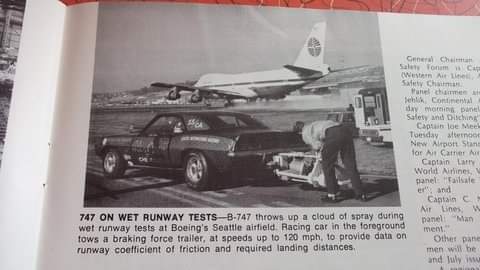 747 ON WET RUNWAY TESTS—B-747 throws up a cloud of spray during
wet runway tests at Boeing's Seattle airfield. Racing car in the foreground
tows a braking force trailer, at speeds up to 120 mph, to provide data on
runway coefficient of friction and required landing distances.
General Chairman
Safety Forum is Cap
(Western Air Lines), A
Safety Chairman.
Panel chairmen ar
Jehlik, Continental A
day morning panel
Safety and Ditching"
Captain Joe Meek
Tuesday afternoon
New Airport Stand
for Air Carrier Air
Captain Larry
World Airlines, W
panel: "Failsafe
er"; and
Captain C. N
Air Lines, W
panel: "Man
ment."
Other pane
men will be
and July issu
A regional